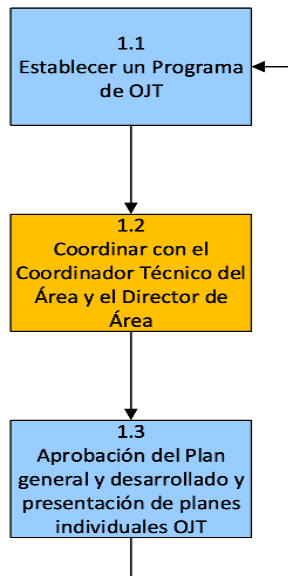 1.1
Establecer un Programa
de OJT
1.2
Coordinar con el
Coordinador Técnico del
Área y el Director de
Área
1.3
Aprobación del Plan
general y desarrollado y
presentación de planes
individuales OJT